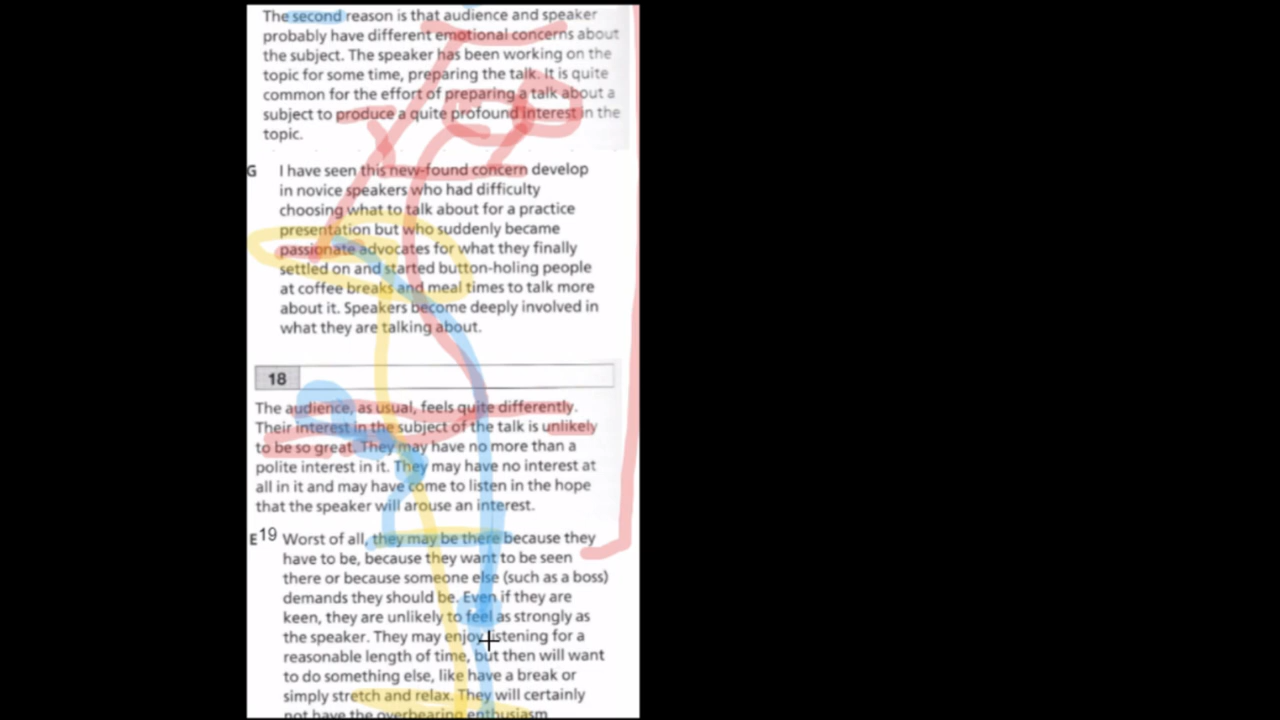 The second reason is that audience and speaker
probably have different emotional concerns about
the subject. The speaker has been working on the
topic for some time, preparing the talk. It is quite
common for the effort of preparing a talk about a
subject to produce a quite profound interest in the
topic.
G I have seen this new-found concern develop
in novice speakers who had difficulty
choosing what to talk about for a practice
presentation but who suddenly became
passionate advocates for what they finally
settled on and started button-holing people
at coffee breaks and meal times to talk more
about it. Speakers become deeply involved in
what they are talking about.
18
The audience, as usual, feels quite differently.
Their interest in the subject of the talk is unlikely
to be so great. They may have no more than a
polite interest in it. They may have no interest at
all in it and may have come to listen in the hope
that the speaker will arouse an interest.
E 19 Worst of all, they may be there because they
have to be, because they want to be seen
there or because someone else (such as a boss)
demands they should be. Even if they are
keen, they are unlikely to feel as strongly as
the speaker. They may enjoy listening for a
reasonable length of time, but then will want
to do something else, like have a break or
simply stretch and relax. They will certainly
not have the overbearing enthusiasm